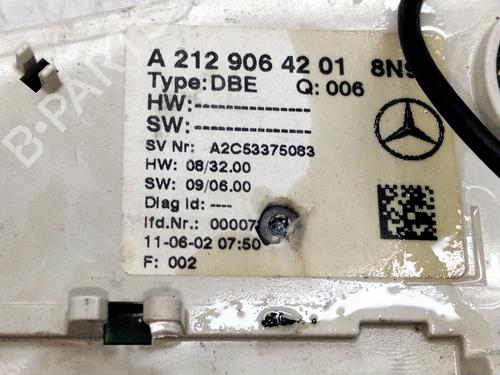 A 212 906 42 01 8N9
Type: DBE Q: 006
HW:--------------------
SW:--------------------
SV Nr: A2C53375083
HW: 08/32.00
SW: 09/06.00
Diag Id: ----
lfd.Nr.: 00007
11-06-02 07:50
F: 002
B-PARTS